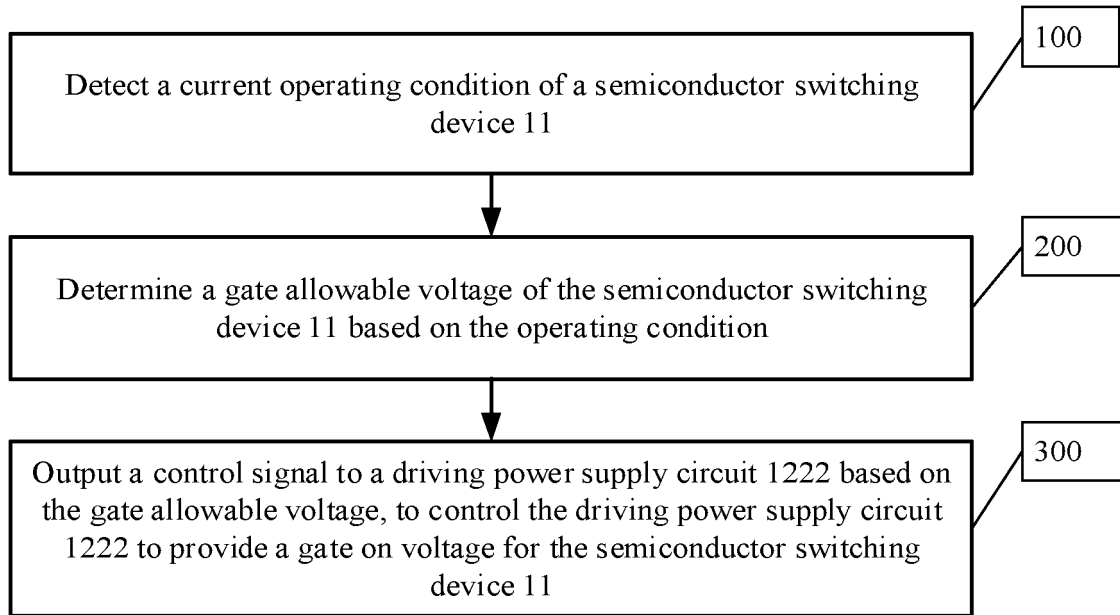 100
Detect a current operating condition of a semiconductor switching
device 11
200
Determine a gate allowable voltage of the semiconductor switching
device 11 based on the operating condition
300
Output a control signal to a driving power supply circuit 1222 based on
the gate allowable voltage, to control the driving power supply circuit
1222 to provide a gate on voltage for the semiconductor switching
device 11